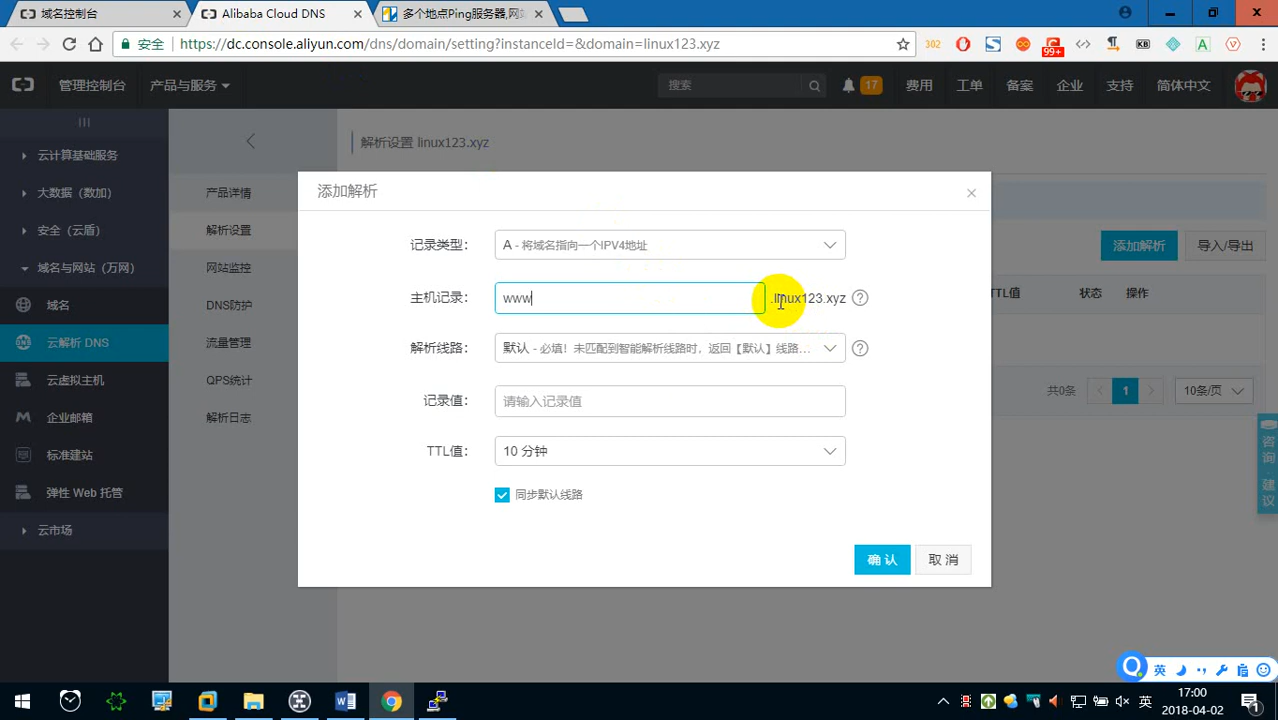 域名控制台
Alibaba Cloud DNS
多个地点Ping服务器,网站
安全 https://dc.console.aliyun.com/dns/domain/setting?instanceId=&domain=linux123.xyz
302
99+
KB
A
管理控制台 产品与服务 搜索 17 费用 工单 备案 企业 支持 简体中文
云计算基础服务
大数据（数加）
安全（云盾）
域名与网站（万网）
域名
DNS 云解析 DNS
云虚拟主机
企业邮箱
标准建站
弹性 Web 托管
云市场
产品详情
解析设置
网站监控
DNS防护
流量管理
QPS统计
解析日志
解析设置 linux123.xyz
添加解析 导入/导出
TTL值 状态 操作
共0条 1 10条/页
咨询·建议
添加解析
记录类型： A - 将域名指向一个IPV4地址
主机记录： www .linux123.xyz ?
解析线路： 默认 - 必填！未匹配到智能解析线路时，返回【默认】线路... ?
记录值： 请输入记录值
TTL值： 10 分钟
同步默认线路
确 认 取 消
英
英
17:00
2018-04-02
1